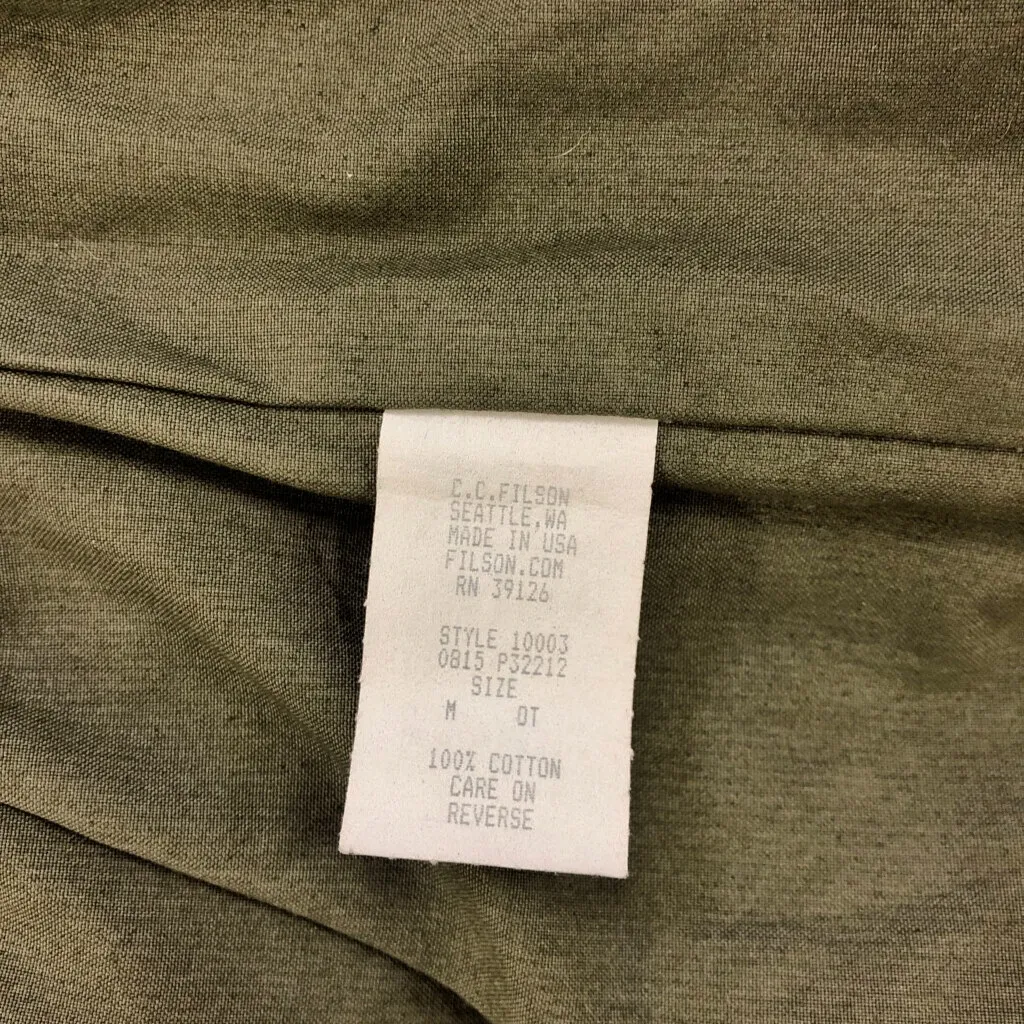 C.C.FILSON
SEATTLE,WA
MADE IN USA
FILSON.COM
RN 39126
STYLE 10003
0815 P32212
SIZE
M OT
100% COTTON
CARE ON
REVERSE